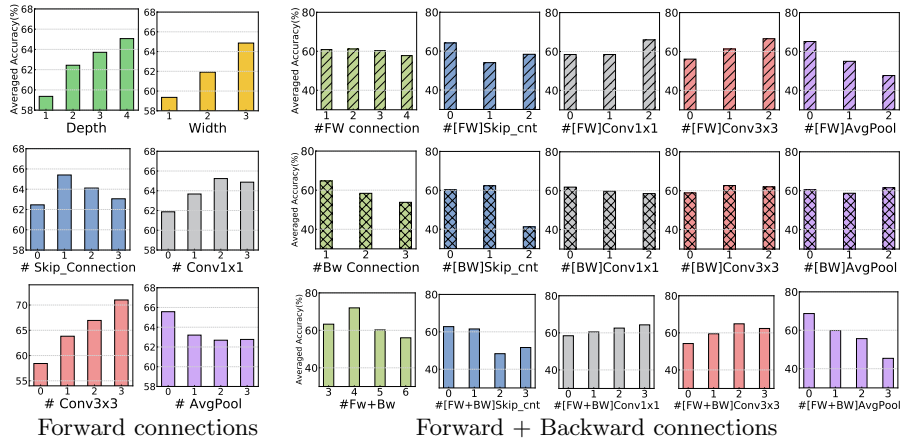 Averaged Accuracy(%)
68
66
64
62
60
58
1 2 3 4
Depth
68
66
64
62
60
58
1 2 3
Width
68
66
64
62
60
58
0 1 2 3
# Skip_Connection
68
66
64
62
60
58
0 1 2 3
# Conv1x1
70
65
60
55
0 1 2 3
# Conv3x3
68
66
64
62
60
58
0 1 2 3
# AvgPool
Forward connections
Averaged Accuracy(%)
80
60
40
1 2 3 4
#FW connection
80
60
40
0 1 2
#[FW]Skip_cnt
80
60
40
0 1 2
#[FW]Conv1x1
80
60
40
0 1 2
#[FW]Conv3x3
80
60
40
0 1 2
#[FW]AvgPool
Averaged Accuracy(%)
80
60
40
1 2 3
#Bw Connection
80
60
40
0 1 2
#[BW]Skip_cnt
80
60
40
0 1 2
#[BW]Conv1x1
80
60
40
0 1 2
#[BW]Conv3x3
80
60
40
0 1 2
#[BW]AvgPool
Averaged Accuracy(%)
80
60
40
3 4 5 6
#Fw+Bw
80
60
40
0 1 2 3
#[FW+BW]Skip_cnt
80
60
40
0 1 2 3
#[FW+BW]Conv1x1
80
60
40
0 1 2 3
#[FW+BW]Conv3x3
80
60
40
0 1 2 3
#[FW+BW]AvgPool
Forward + Backward connections